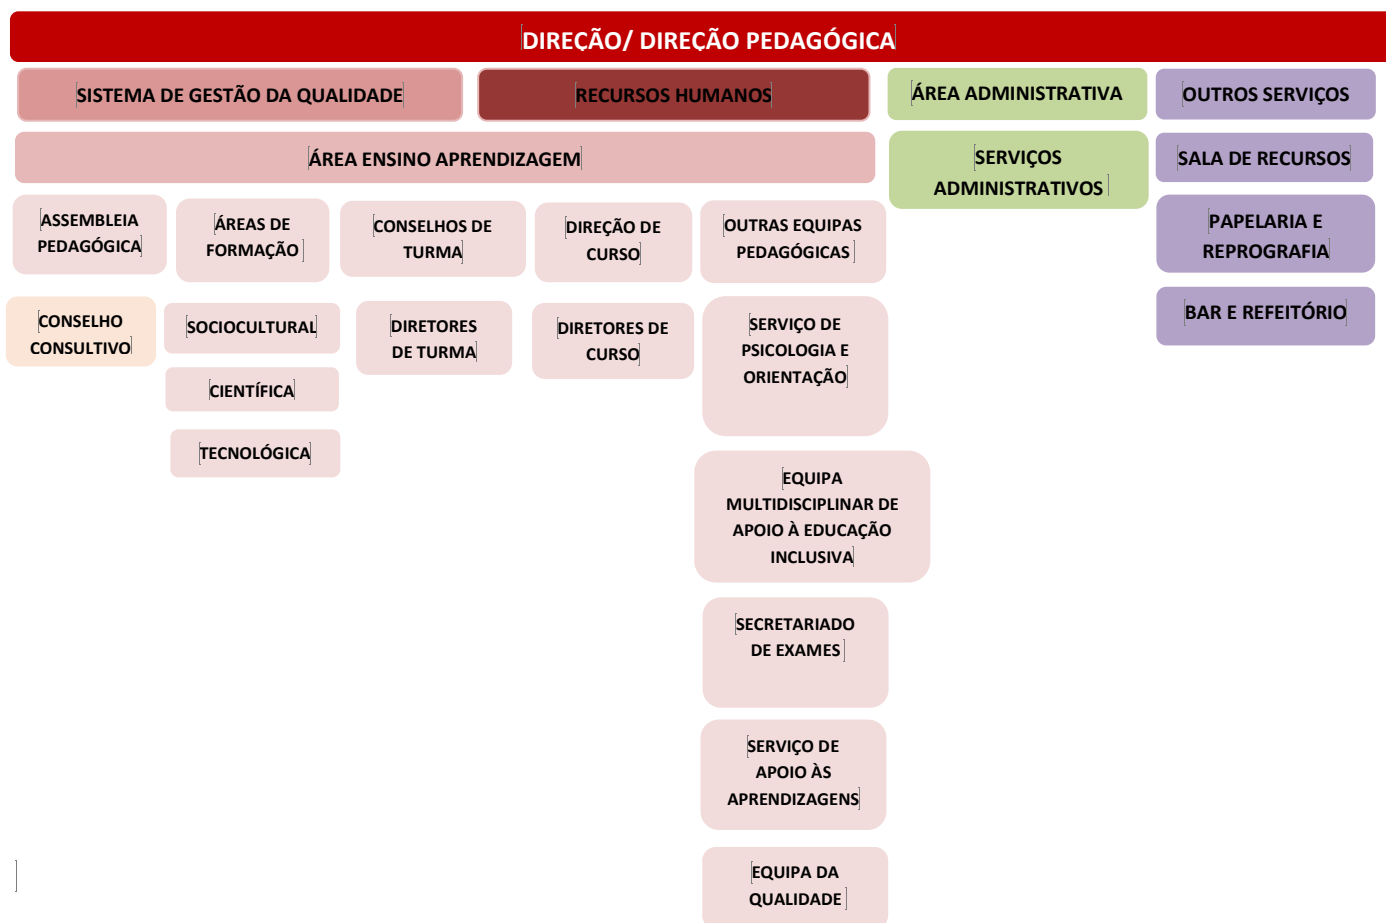 DIREÇÃO/ DIREÇÃO PEDAGÓGICA
SISTEMA DE GESTÃO DA QUALIDADE
RECURSOS HUMANOS
ÁREA ADMINISTRATIVA
OUTROS SERVIÇOS
ÁREA ENSINO APRENDIZAGEM
SERVIÇOS
ADMINISTRATIVOS
SALA DE RECURSOS
PAPELARIA E
REPROGRAFIA
BAR E REFEITÓRIO
ASSEMBLEIA
PEDAGÓGICA
ÁREAS DE
FORMAÇÃO
CONSELHOS DE
TURMA
DIREÇÃO DE
CURSO
OUTRAS EQUIPAS
PEDAGÓGICAS
CONSELHO
CONSULTIVO
SOCIOCULTURAL
CIENTÍFICA
TECNOLÓGICA
DIRETORES
DE TURMA
DIRETORES DE
CURSO
SERVIÇO DE
PSICOLOGIA E
ORIENTAÇÃO
EQUIPA
MULTIDISCIPLINAR DE
APOIO À EDUCAÇÃO
INCLUSIVA
SECRETARIADO
DE EXAMES
SERVIÇO DE
APOIO ÀS
APRENDIZAGENS
EQUIPA DA
QUALIDADE